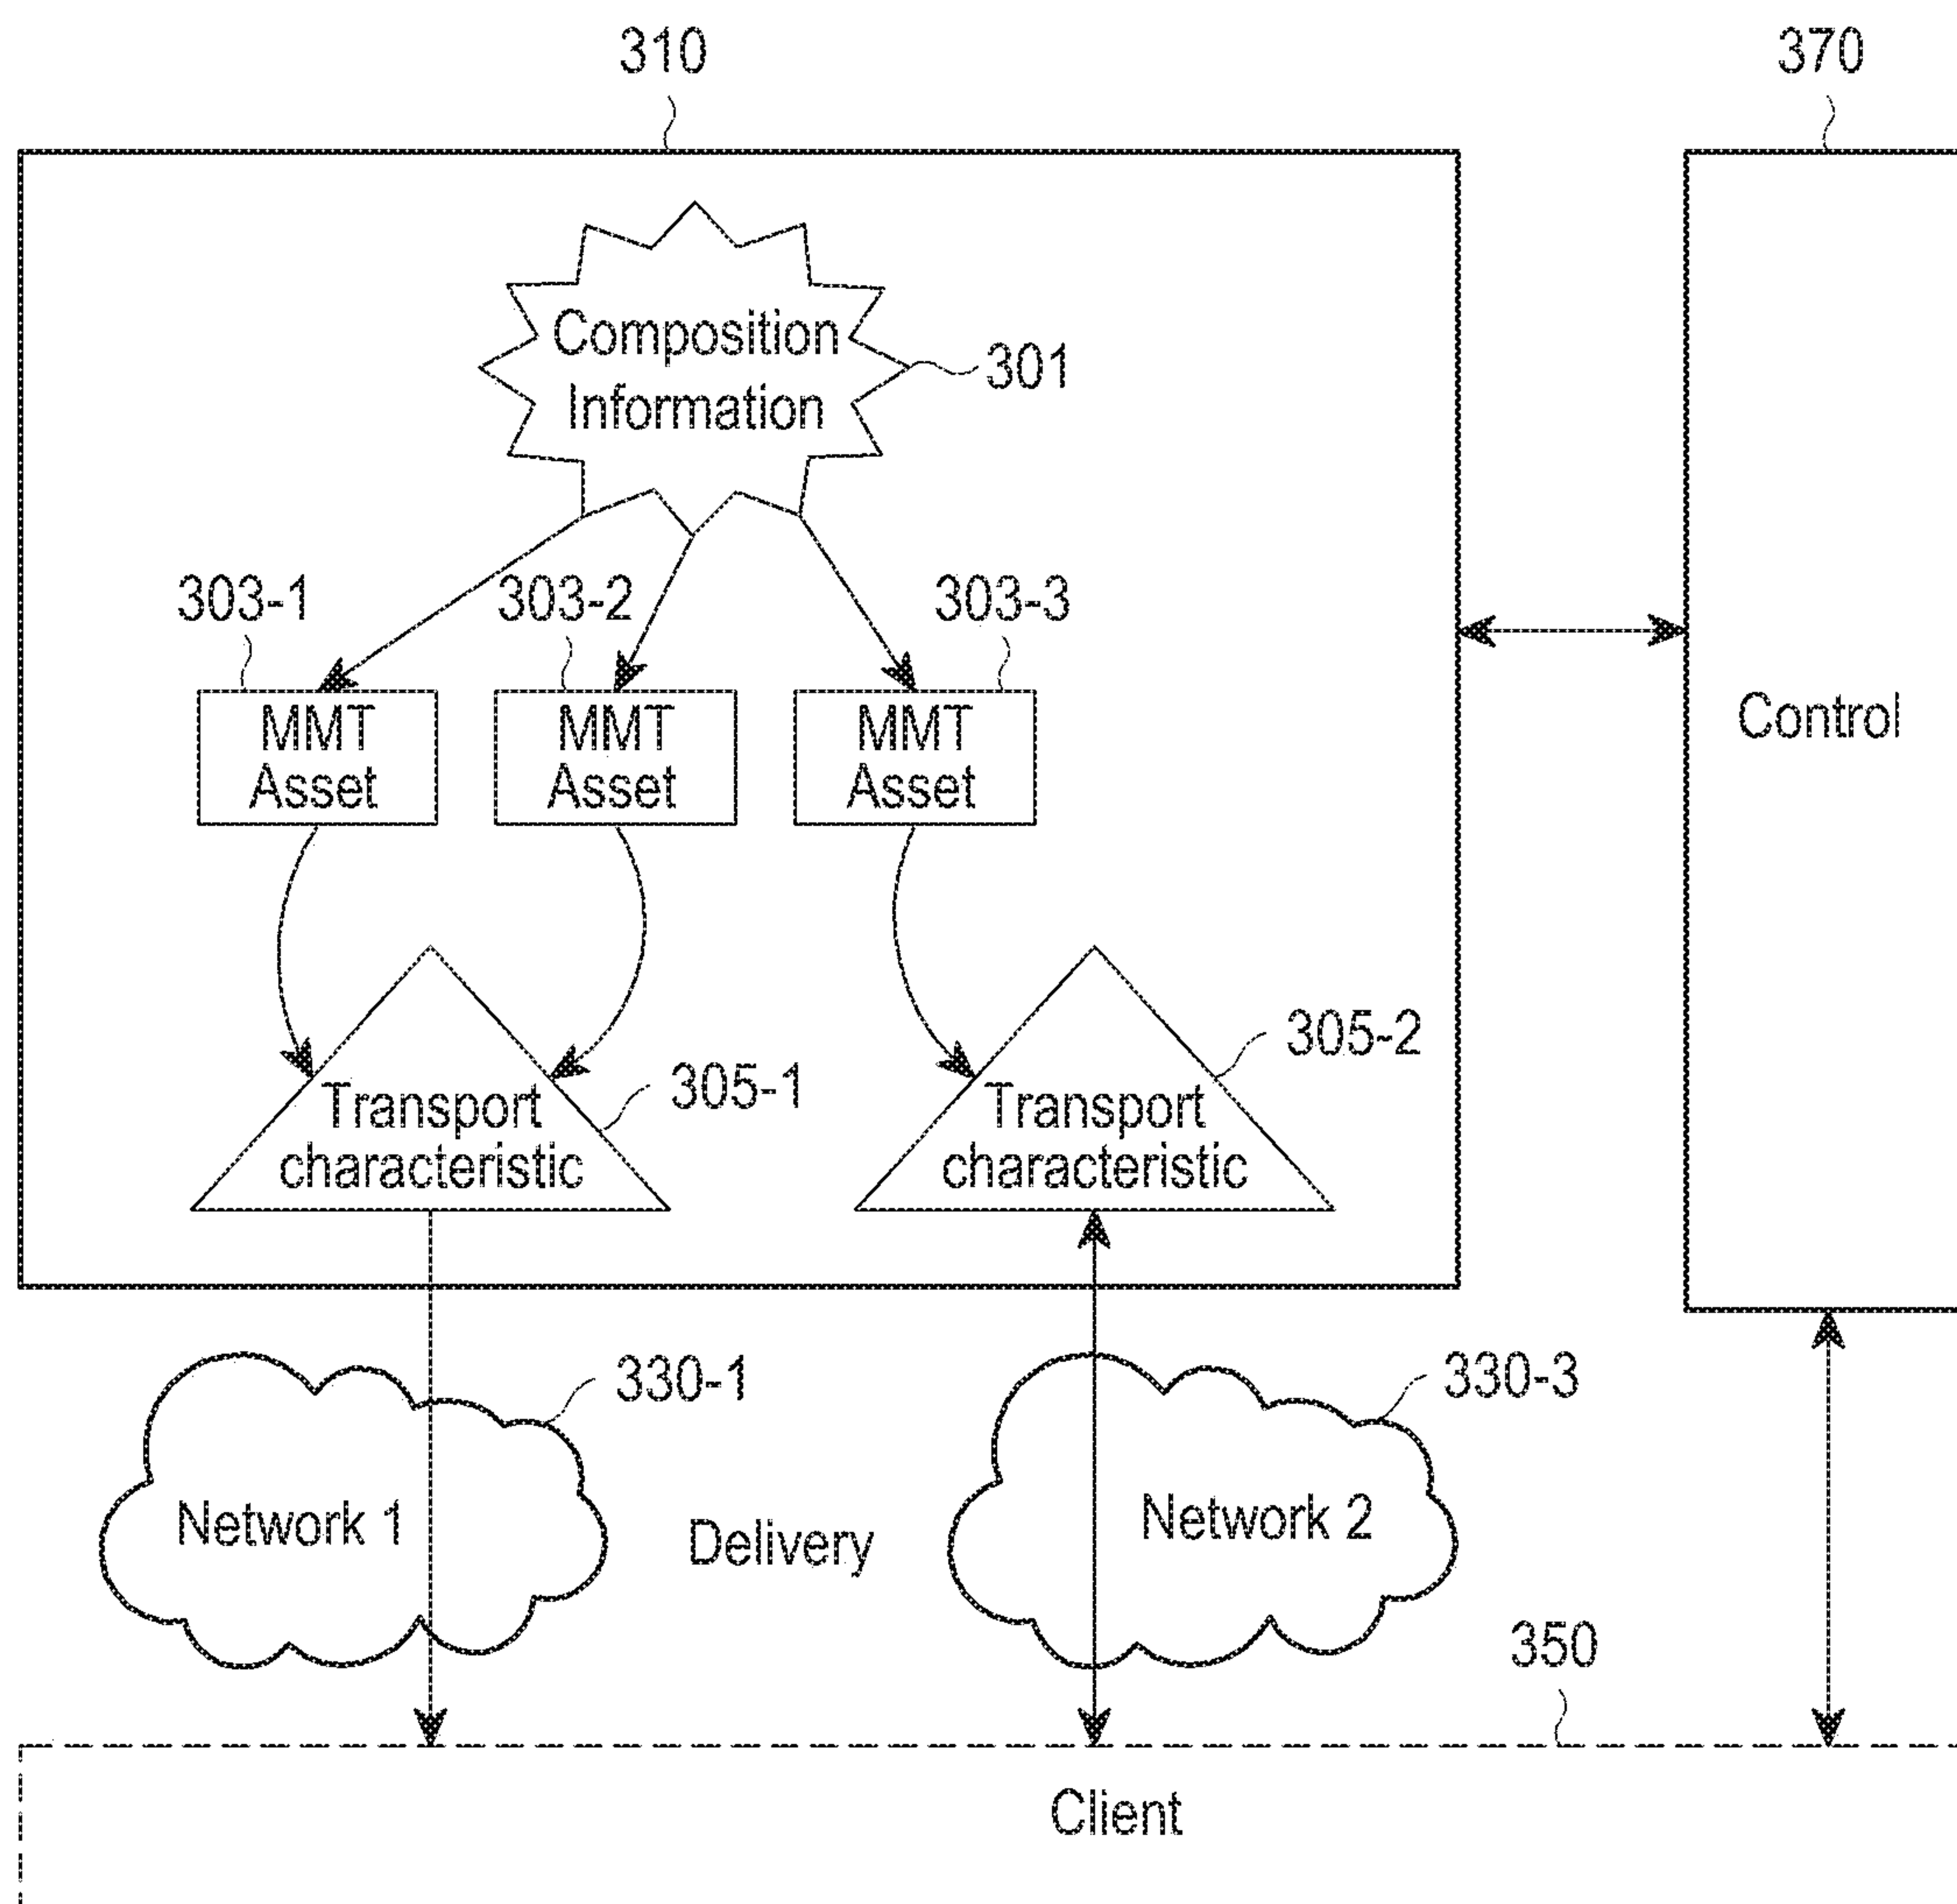 310
370
Composition
Information
301
303-1
303-2
303-3
MMT
Asset
MMT
Asset
MMT
Asset
Control
305-1
305-2
Transport
characteristic
Transport
characteristic
330-1
330-3
Network 1
Delivery
Network 2
350
Client